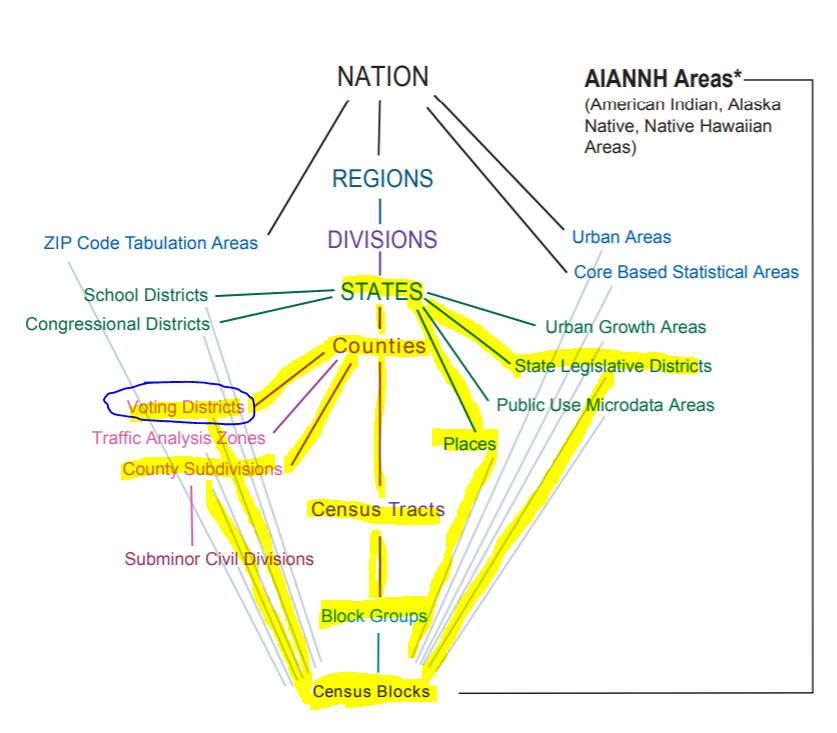 NATION
AIANNH Areas*
(American Indian, Alaska
Native, Native Hawaiian
Areas)
REGIONS
DIVISIONS
ZIP Code Tabulation Areas
Urban Areas
Core Based Statistical Areas
School Districts
STATES
Congressional Districts
Urban Growth Areas
Counties
State Legislative Districts
Voting Districts
Public Use Microdata Areas
Traffic Analysis Zones
Places
County Subdivisions
Census Tracts
Subminor Civil Divisions
Block Groups
Census Blocks